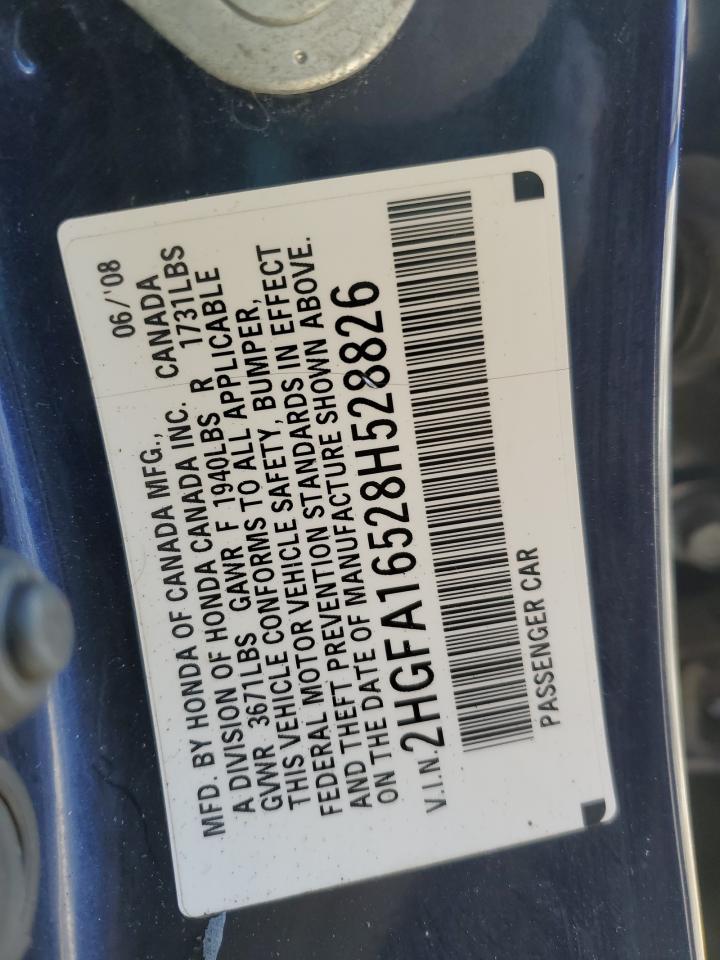 MFD. BY HONDA OF CANADA MFG., 06/'08
A DIVISION OF HONDA CANADA INC. CANADA
GVWR 3671LBS GAWR F 1940LBS R 1731LBS
THIS VEHICLE CONFORMS TO ALL APPLICABLE
FEDERAL MOTOR VEHICLE SAFETY, BUMPER,
AND THEFT PREVENTION STANDARDS IN EFFECT
ON THE DATE OF MANUFACTURE SHOWN ABOVE.
V.I.N. 2HGFA16528H528826
PASSENGER CAR